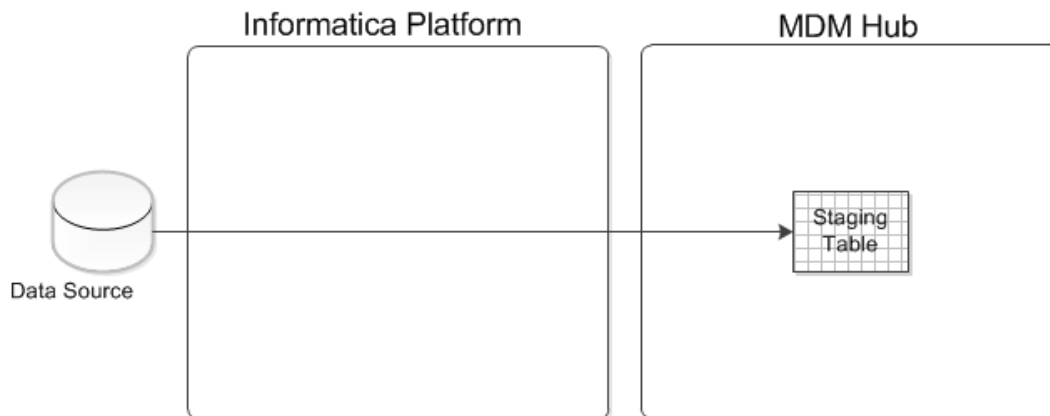 Informatica Platform
MDM Hub
Staging
Table
Data Source